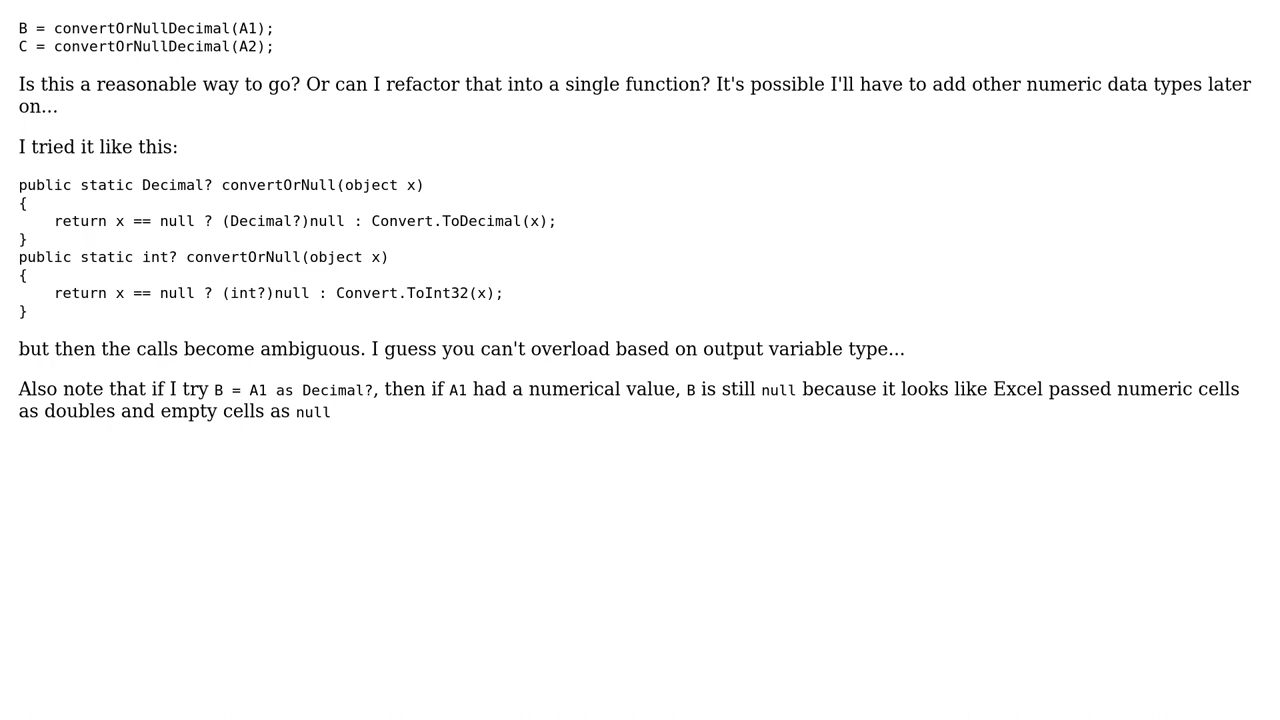 B = convertOrNullDecimal(A1);
C = convertOrNullDecimal(A2);
Is this a reasonable way to go? Or can I refactor that into a single function? It's possible I'll have to add other numeric data types later
on...
I tried it like this:
public static Decimal? convertOrNull(object x)
{
    return x == null ? (Decimal?)null : Convert.ToDecimal(x);
}
public static int? convertOrNull(object x)
{
    return x == null ? (int?)null : Convert.ToInt32(x);
}
but then the calls become ambiguous. I guess you can't overload based on output variable type...
Also note that if I try B = A1 as Decimal?, then if A1 had a numerical value, B is still null because it looks like Excel passed numeric cells
as doubles and empty cells as null